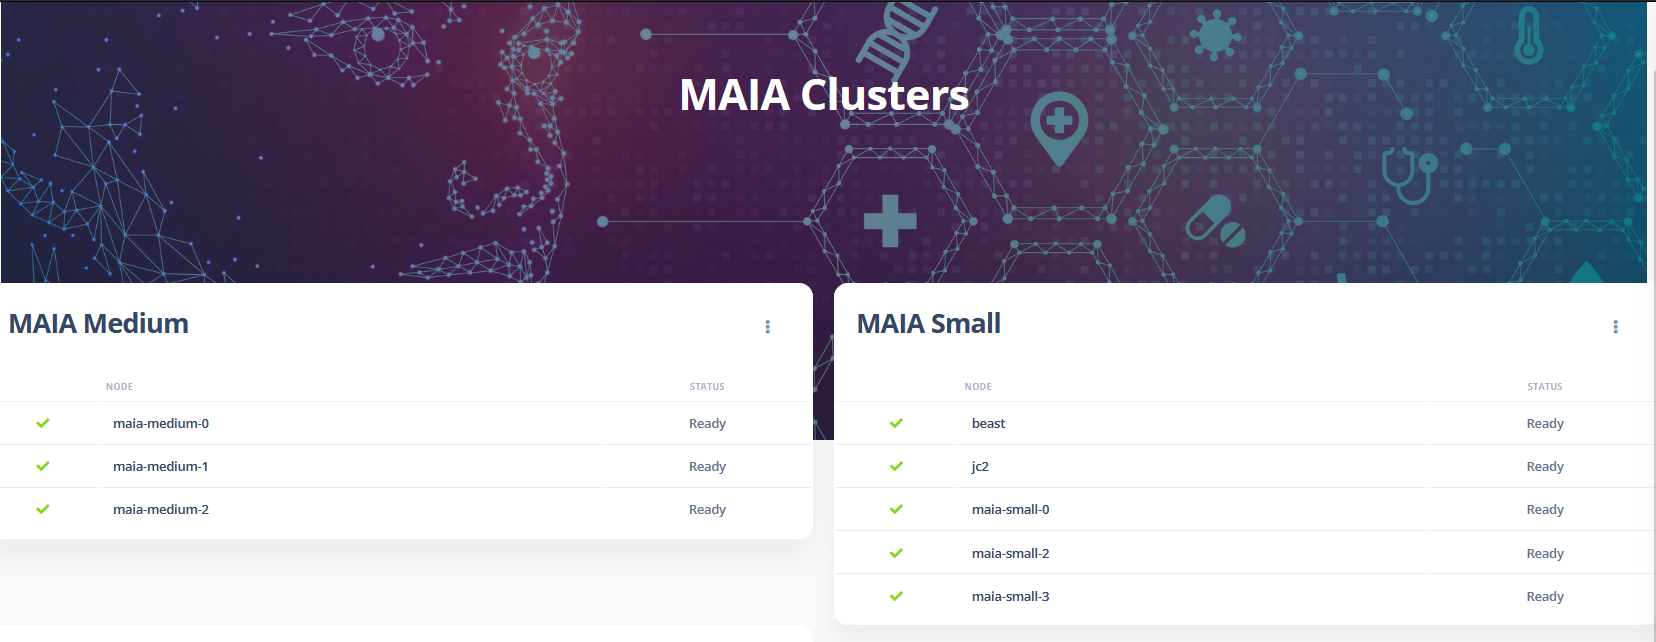 MAIA Clusters
MAIA Medium
NODE STATUS
maia-medium-0 Ready
maia-medium-1 Ready
maia-medium-2 Ready
MAIA Small
NODE STATUS
beast Ready
jc2 Ready
maia-small-0 Ready
maia-small-2 Ready
maia-small-3 Ready